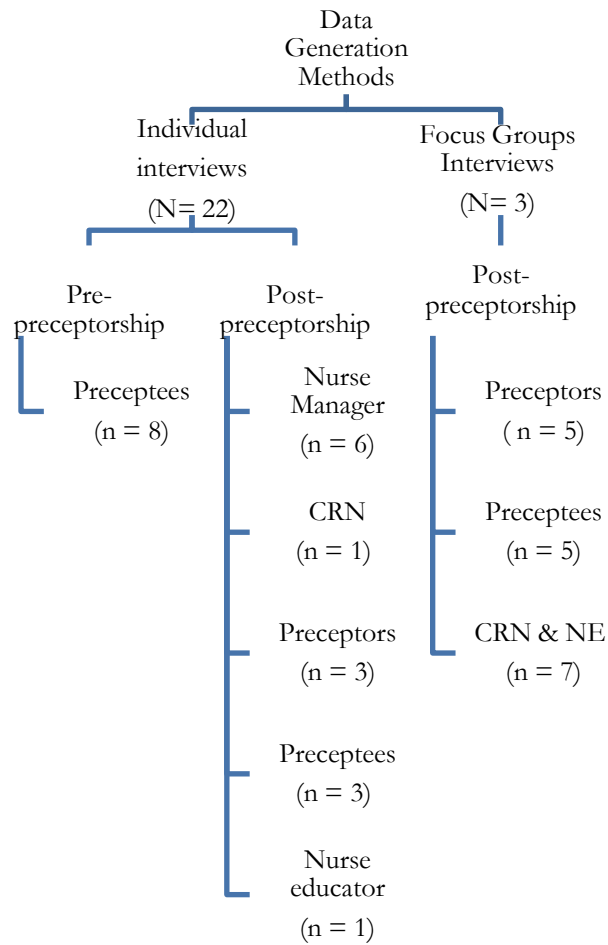 Data
Generation
Methods
Individual
interviews
(N= 22)
Focus Groups
Interviews
(N= 3)
Pre-
preceptorship
Preceptees
(n = 8)
Post-
preceptorship
Nurse
Manager
(n = 6)
CRN
(n = 1)
Preceptors
(n = 3)
Preceptees
(n = 3)
Nurse
educator
(n = 1)
Post-
preceptorship
Preceptors
( n = 5)
Preceptees
(n = 5)
CRN & NE
(n = 7)